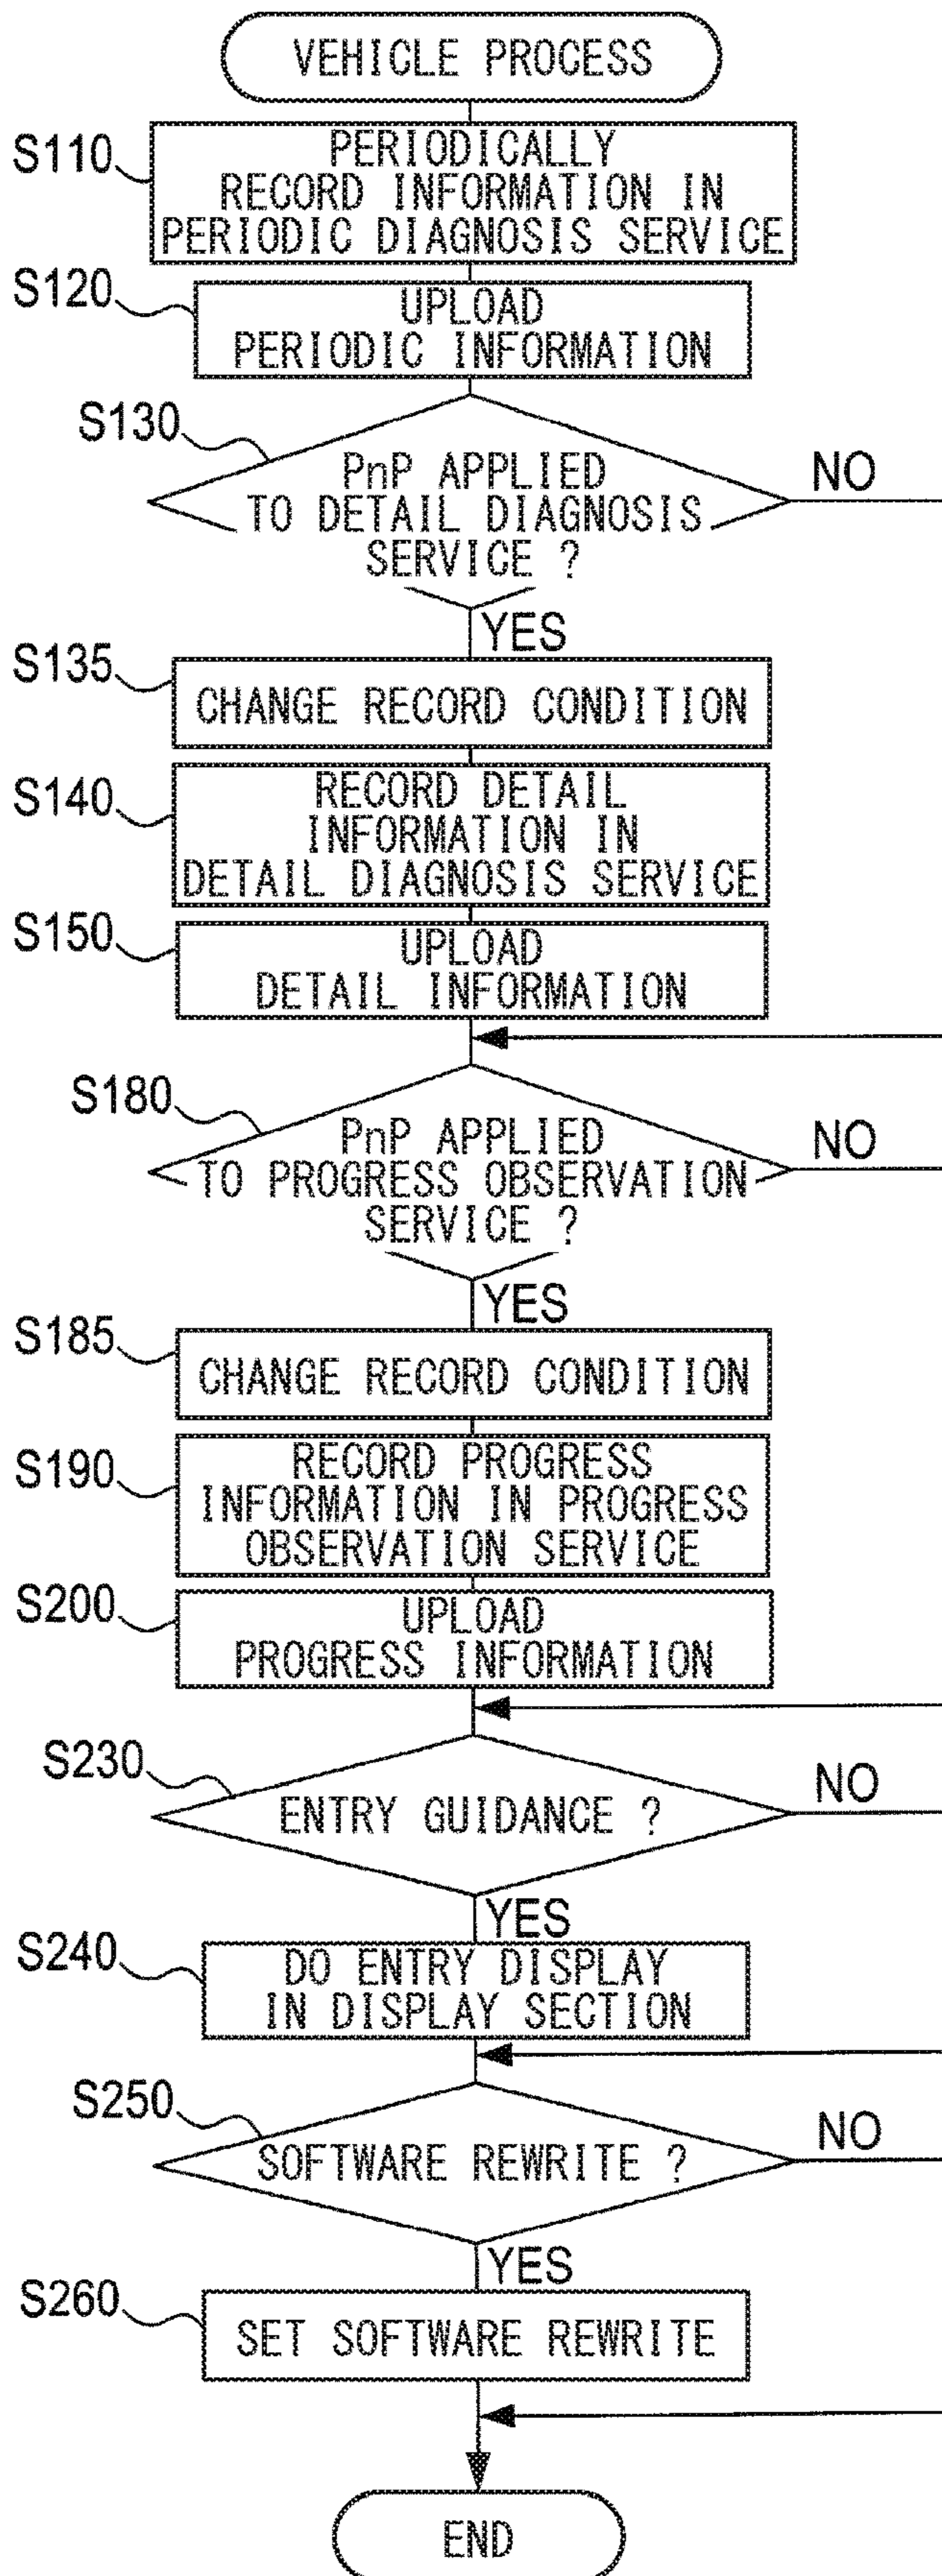 VEHICLE PROCESS
S110
PERIODICALLY
RECORD INFORMATION IN
PERIODIC DIAGNOSIS SERVICE
S120
UPLOAD
PERIODIC INFORMATION
S130
PnP APPLIED
TO DETAIL DIAGNOSIS
SERVICE ?
NO
YES
S135
CHANGE RECORD CONDITION
S140
RECORD DETAIL
INFORMATION IN
DETAIL DIAGNOSIS SERVICE
S150
UPLOAD
DETAIL INFORMATION
S180
PnP APPLIED
TO PROGRESS OBSERVATION
SERVICE ?
NO
YES
S185
CHANGE RECORD CONDITION
S190
RECORD PROGRESS
INFORMATION IN PROGRESS
OBSERVATION SERVICE
S200
UPLOAD
PROGRESS INFORMATION
S230
ENTRY GUIDANCE ?
NO
YES
S240
DO ENTRY DISPLAY
IN DISPLAY SECTION
S250
SOFTWARE REWRITE ?
NO
YES
S260
SET SOFTWARE REWRITE
END